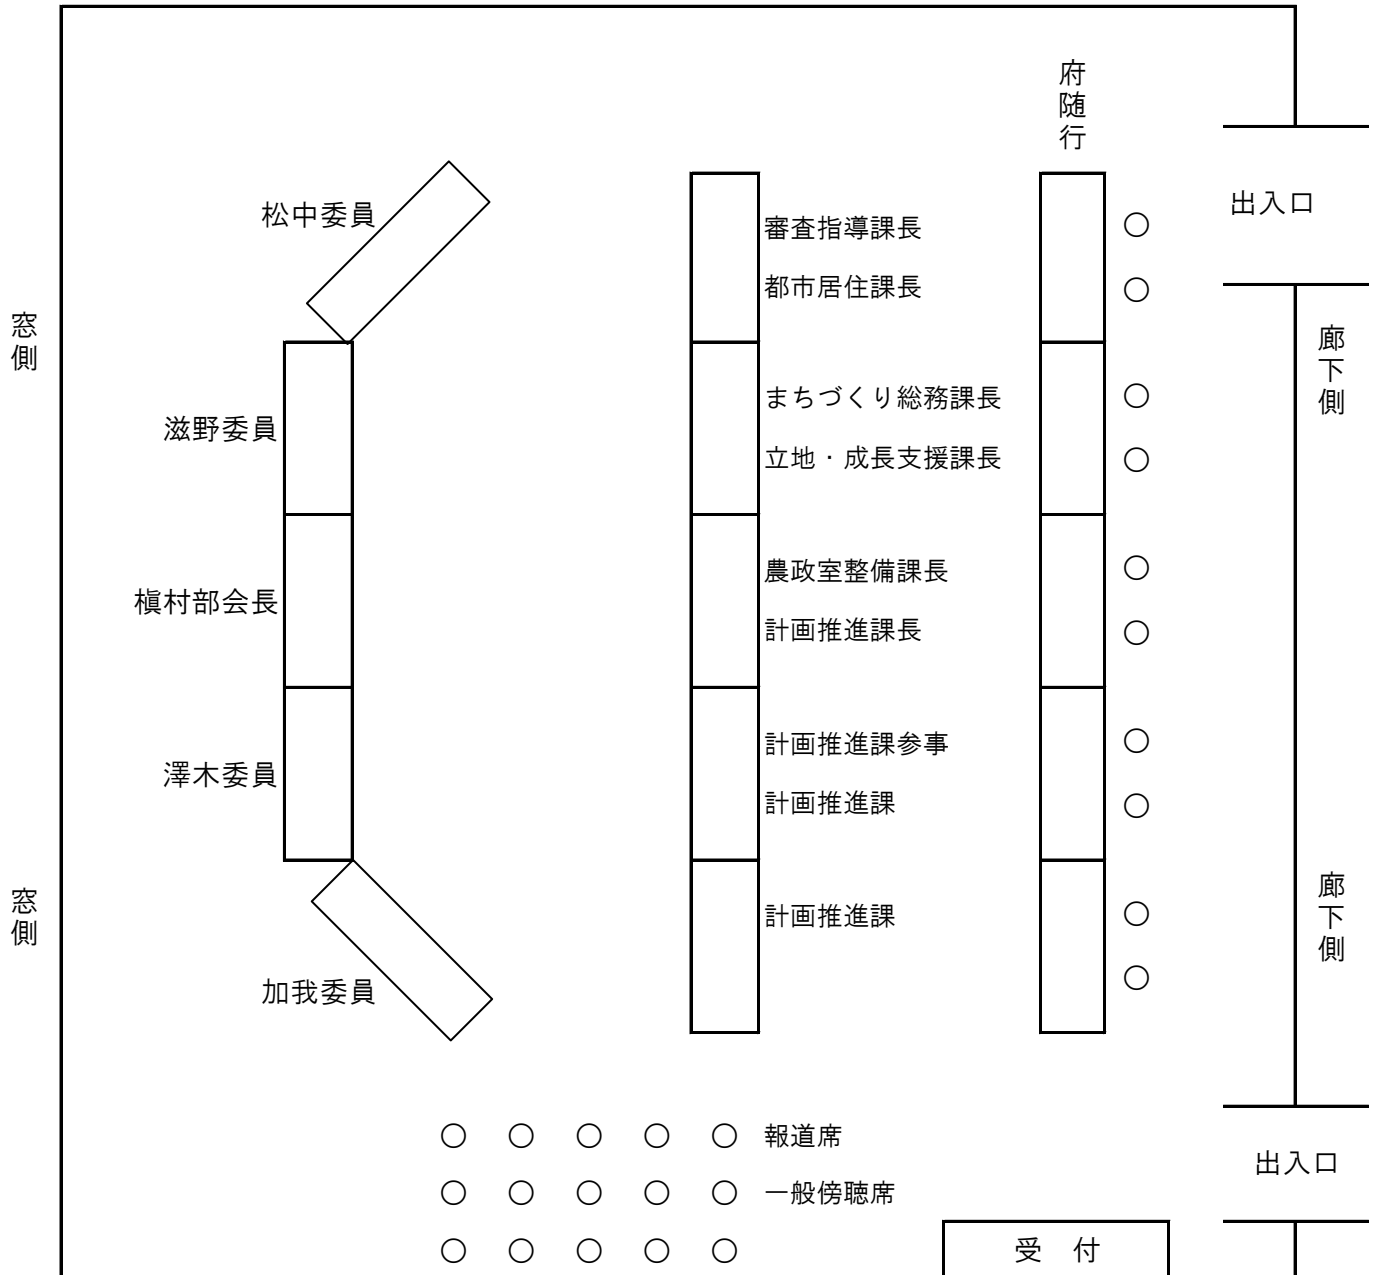 府随行
出入口
松中委員
審査指導課長
都市居住課長
窓側
廊下側
まちづくり総務課長
滋野委員
立地・成長支援課長
農政室整備課長
槇村部会長
計画推進課長
計画推進課参事
澤木委員
計画推進課
窓側
廊下側
計画推進課
加我委員
報道席
出入口
一般傍聴席
受　付